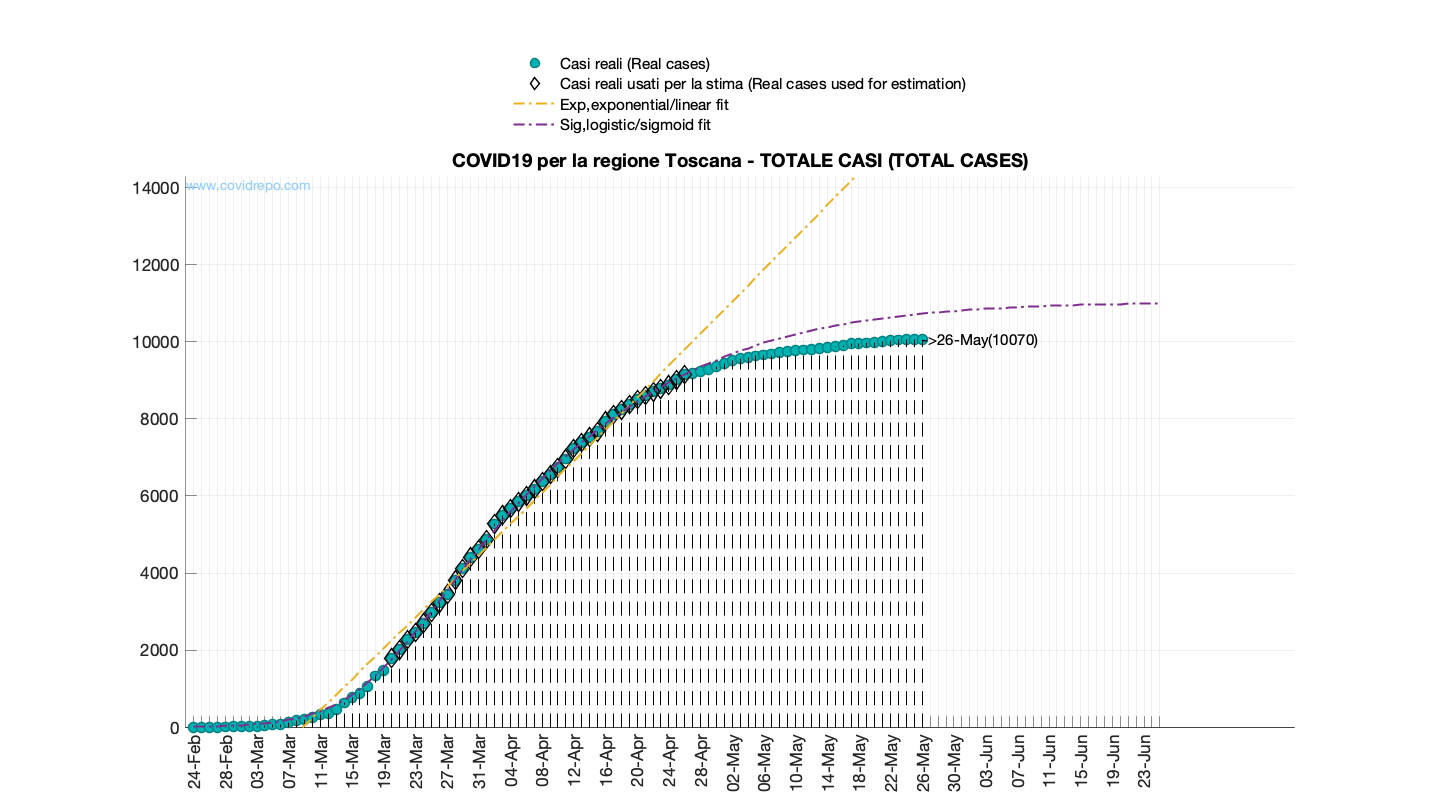 Casi reali (Real cases)
Casi reali usati per la stima (Real cases used for estimation)
Exp,exponential/linear fit
Sig,logistic/sigmoid fit
COVID19 per la regione Toscana - TOTALE CASI (TOTAL CASES)
www.covidrepo.com
14000
12000
10000
8000
6000
4000
2000
0
->26-May(10070)
24-Feb
28-Feb
03-Mar
07-Mar
11-Mar
15-Mar
19-Mar
23-Mar
27-Mar
31-Mar
04-Apr
08-Apr
12-Apr
16-Apr
20-Apr
24-Apr
28-Apr
02-May
06-May
10-May
14-May
18-May
22-May
26-May
30-May
03-Jun
07-Jun
11-Jun
15-Jun
19-Jun
23-Jun